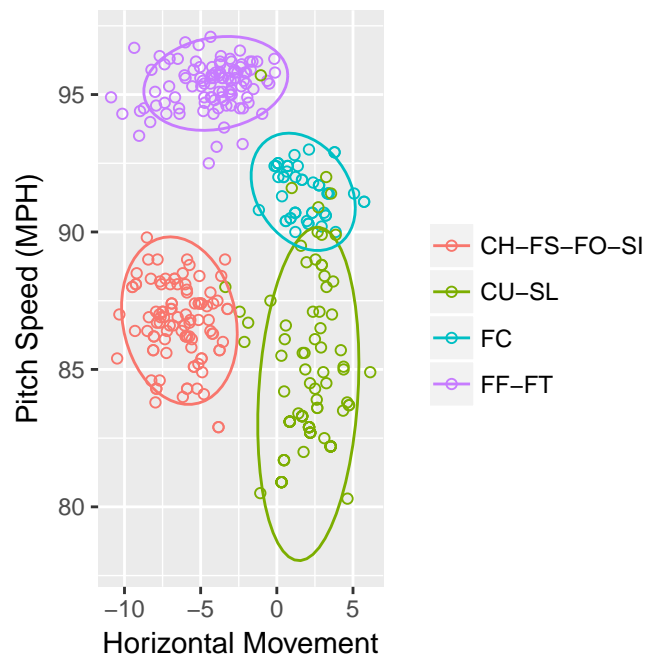 95
90
85
80
−10 −5 0 5
Horizontal Movement
Pitch Speed (MPH)
CH−FS−FO−SI
CU−SL
FC
FF−FT